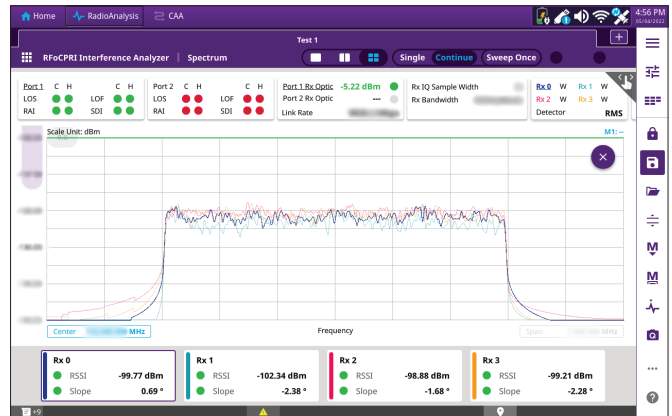 Home RadioAnalysis CAA 4:56 PM
05/04/2022
Test 1
RFoCPRI Interference Analyzer | Spectrum Single Continue Sweep Once
Port 1 C H C H Port 2 C H C H Port 1 Rx Optic -5.22 dBm Rx IQ Sample Width Rx 0 W Rx 1 W
LOS LOF LOS LOF Port 2 Rx Optic --- Rx Bandwidth Rx 2 W Rx 3 W
RAI SDI RAI SDI Link Rate Detector RMS
Scale Unit: dBm M1: --
Center MHz Frequency Span MHz
Rx 0 Rx 1 Rx 2 Rx 3
RSSI -99.77 dBm RSSI -102.34 dBm RSSI -98.88 dBm RSSI -99.21 dBm
Slope 0.69 ° Slope -2.38 ° Slope -1.68 ° Slope -2.28 °
+9